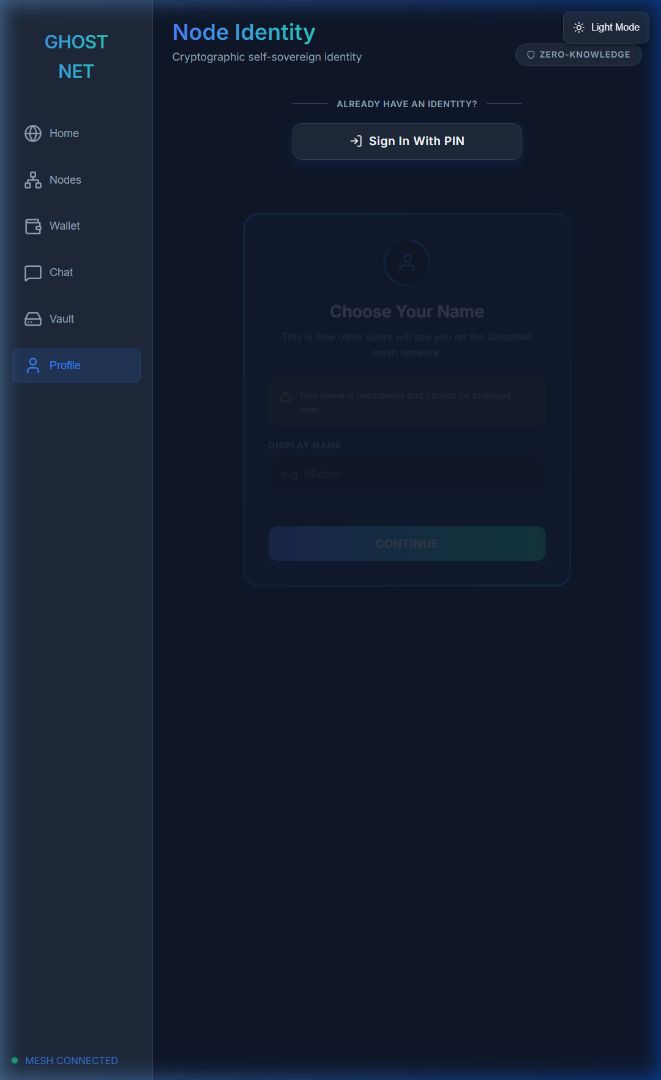 GHOST
NET
Home
Nodes
Wallet
Chat
Vault
Profile
MESH CONNECTED
Node Identity
Cryptographic self-sovereign identity
Light Mode
ZERO-KNOWLEDGE
ALREADY HAVE AN IDENTITY?
Sign In With PIN
Choose Your Name
This is how other users will see you on the GhostNet
mesh network.
This name is permanent and cannot be changed
later.
DISPLAY NAME
e.g. Madbo
CONTINUE